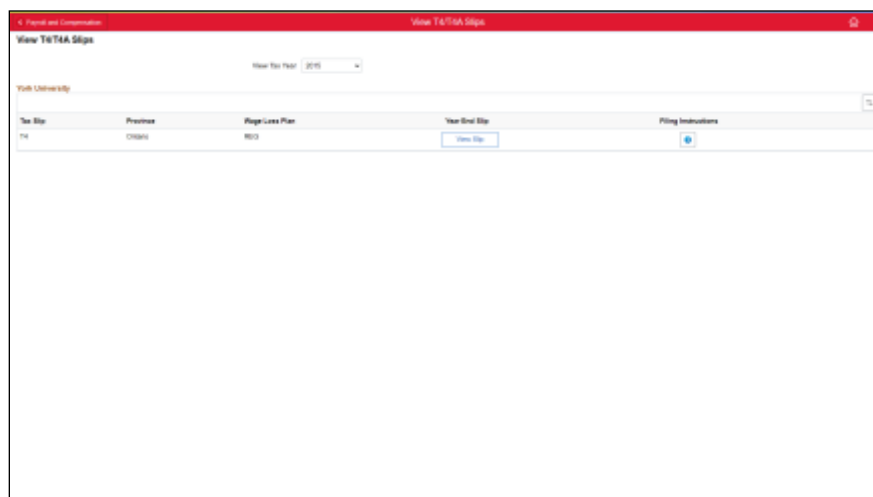 Payroll and Compensation
View T4/T4A Slips
View T4/T4A Slips
View Tax Year 2015
York University
Tax Slip Province Wage Loss Plan Year End Slip Filing Instructions
T4 Ontario View Slip